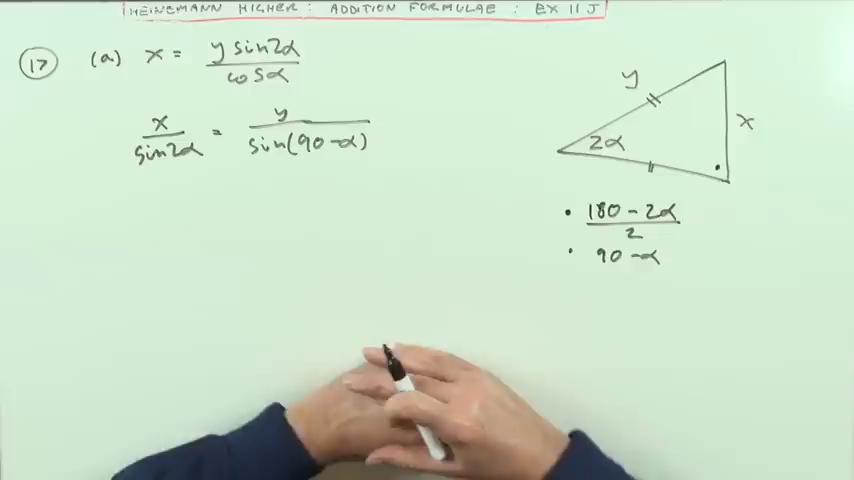 HEINEMANN HIGHER : ADDITION FORMULAE : EX 11 J
17 (a) x = y sin2α / cosα
x / sin2α = y / sin(90-α)
y
2α
x
• 180 - 2α / 2
• 90 - α